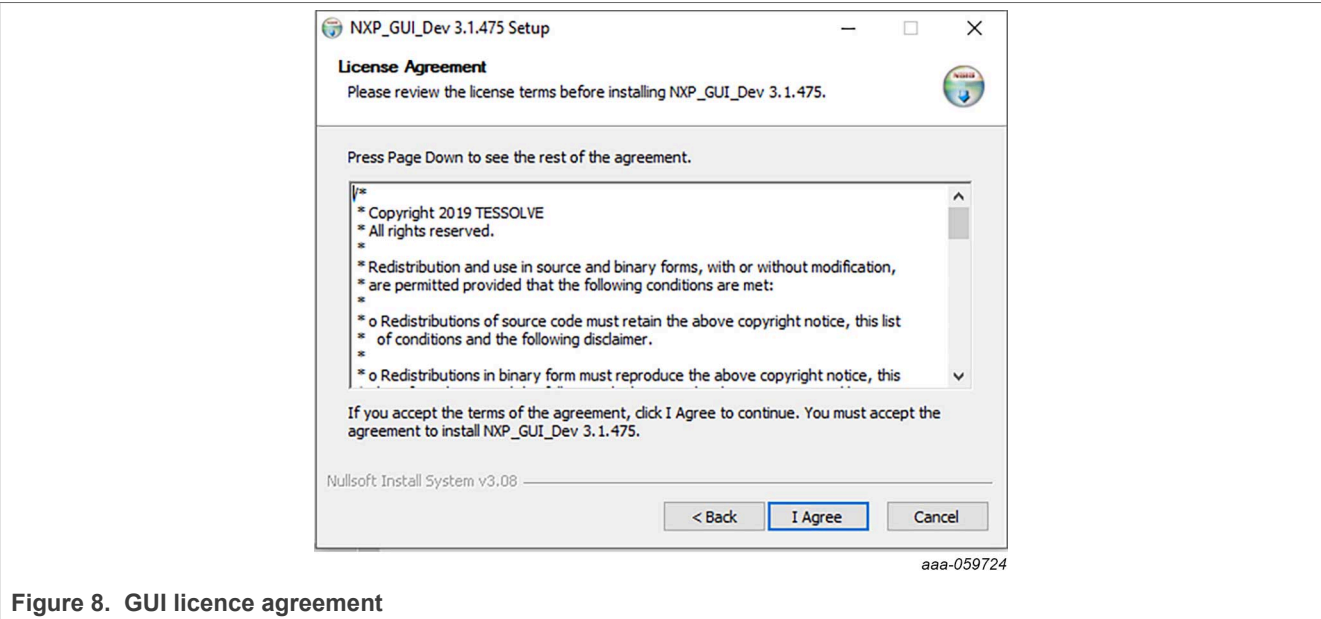 NXP_GUI_Dev 3.1.475 Setup
License Agreement
Please review the license terms before installing NXP_GUI_Dev 3.1.475.
Press Page Down to see the rest of the agreement.
/*
* Copyright 2019 TESSOLVE
* All rights reserved.
*
* Redistribution and use in source and binary forms, with or without modification,
* are permitted provided that the following conditions are met:
*
* o Redistributions of source code must retain the above copyright notice, this list
*   of conditions and the following disclaimer.
*
* o Redistributions in binary form must reproduce the above copyright notice, this
If you accept the terms of the agreement, click I Agree to continue. You must accept the
agreement to install NXP_GUI_Dev 3.1.475.
Nullsoft Install System v3.08
< Back I Agree Cancel
aaa-059724
Figure 8. GUI licence agreement